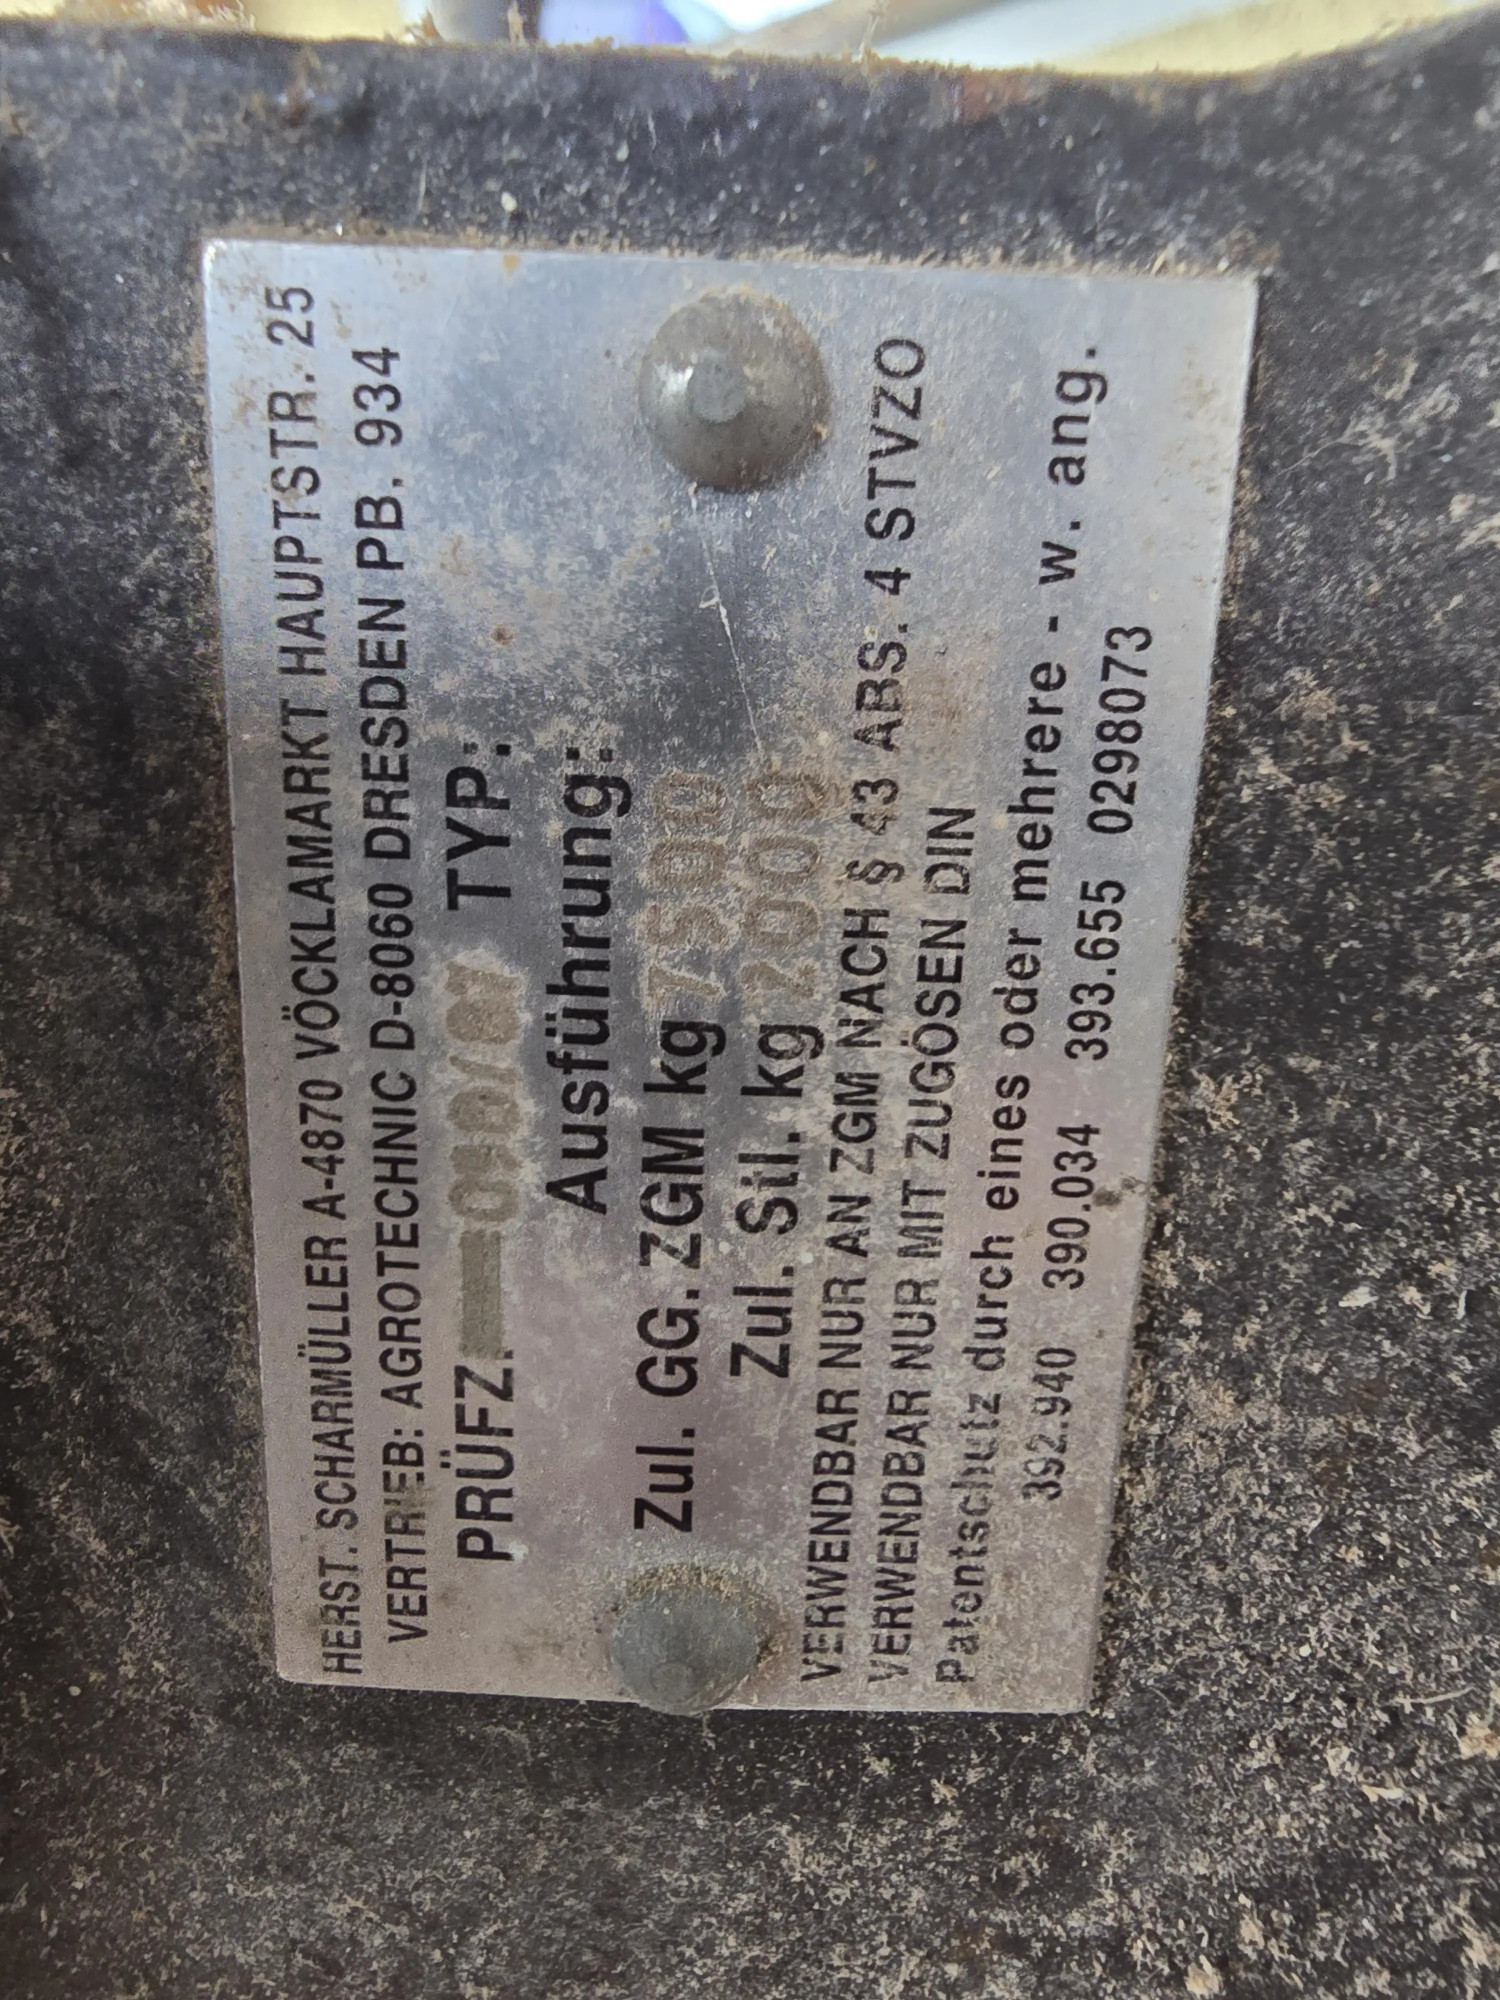 HERST. SCHARMÜLLER A-4870 VÖCKLAMARKT HAUPTSTR. 25
VERTRIEB: AGROTECHNIC D-8060 DRESDEN PB. 934
PRÜFZ. TYP:
Ausführung:
Zul. GG. ZGM kg 7500
Zul. Stl. kg 2000
VERWENDBAR NUR AN ZGM NACH § 43 ABS. 4 STVZO
VERWENDBAR NUR MIT ZUGÖSEN DIN
Patentschutz durch eines oder mehrere - w. ang.
392.940 390.034 393.655 0298073